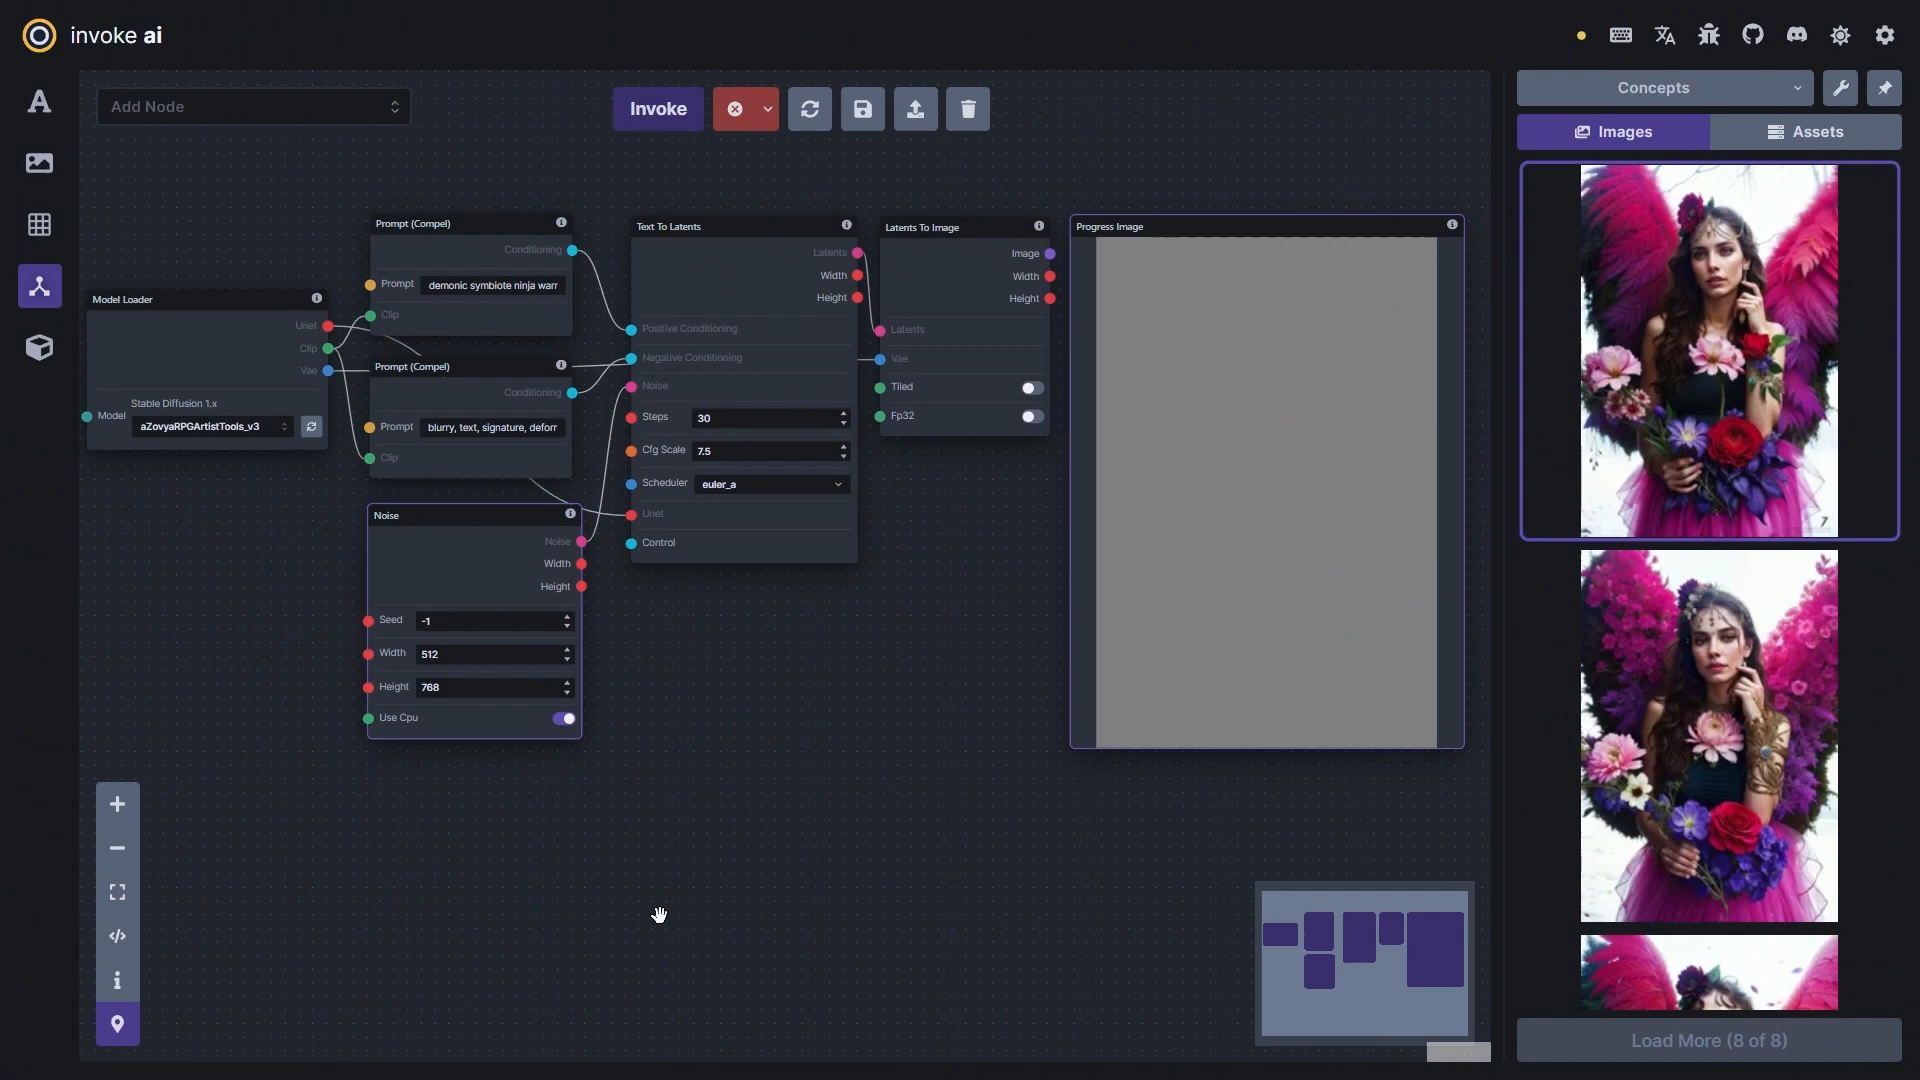 invoke ai
Add Node
Invoke
Concepts
Images
Assets
Model Loader
Unet
Clip
Vae
Stable Diffusion 1.x
Model
aZovyaRPGArtistTools_v3
Prompt (Compel)
Conditioning
Prompt
demonic symbiote ninja warr
Clip
Prompt (Compel)
Conditioning
Prompt
blurry, text, signature, deforr
Clip
Noise
Noise
Width
Height
Seed
-1
Width
512
Height
768
Use Cpu
Text To Latents
Latents
Width
Height
Positive Conditioning
Negative Conditioning
Noise
Steps
30
Cfg Scale
7.5
Scheduler
euler_a
Unet
Control
Latents To Image
Image
Width
Height
Latents
Vae
Tiled
Fp32
Progress Image
Load More (8 of 8)